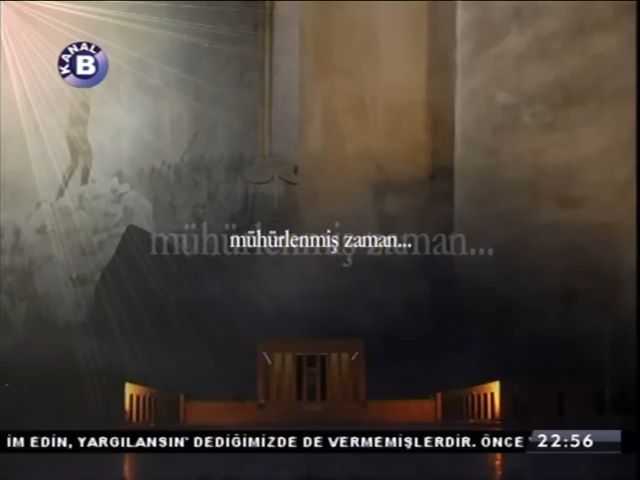 KANAL B
mühürlenmiş zaman...
mühürlenmiş zaman...
İM EDİN, YARGILANSIN' DEDİĞİMİZDE DE VERMEMİŞLERDİR. ÖNCE
22:56